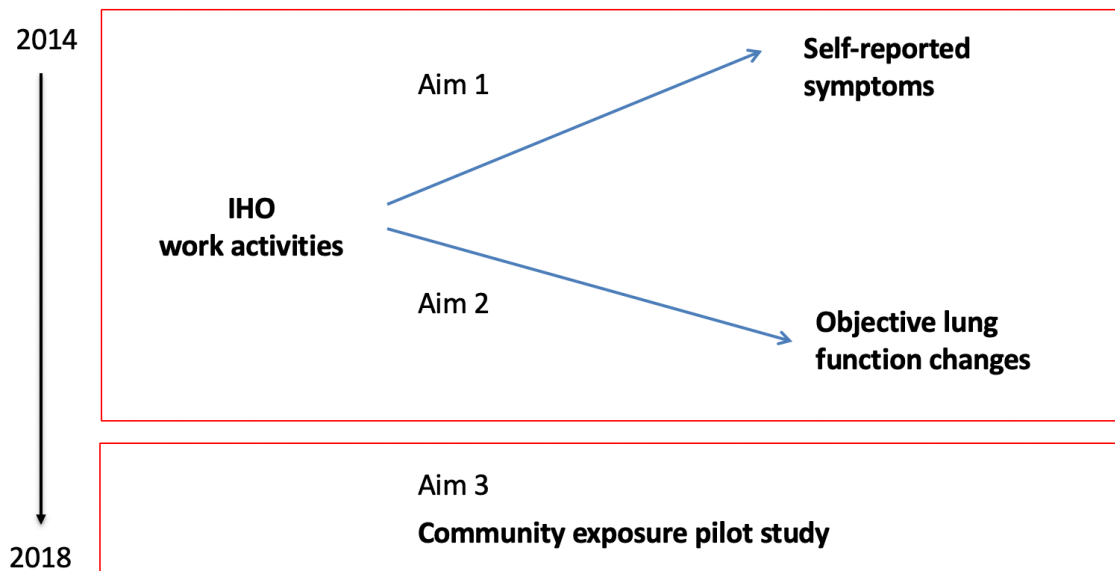 2014
Self-reported
symptoms
Aim 1
IHO
work activities
Aim 2
Objective lung
function changes
Aim 3
Community exposure pilot study
2018